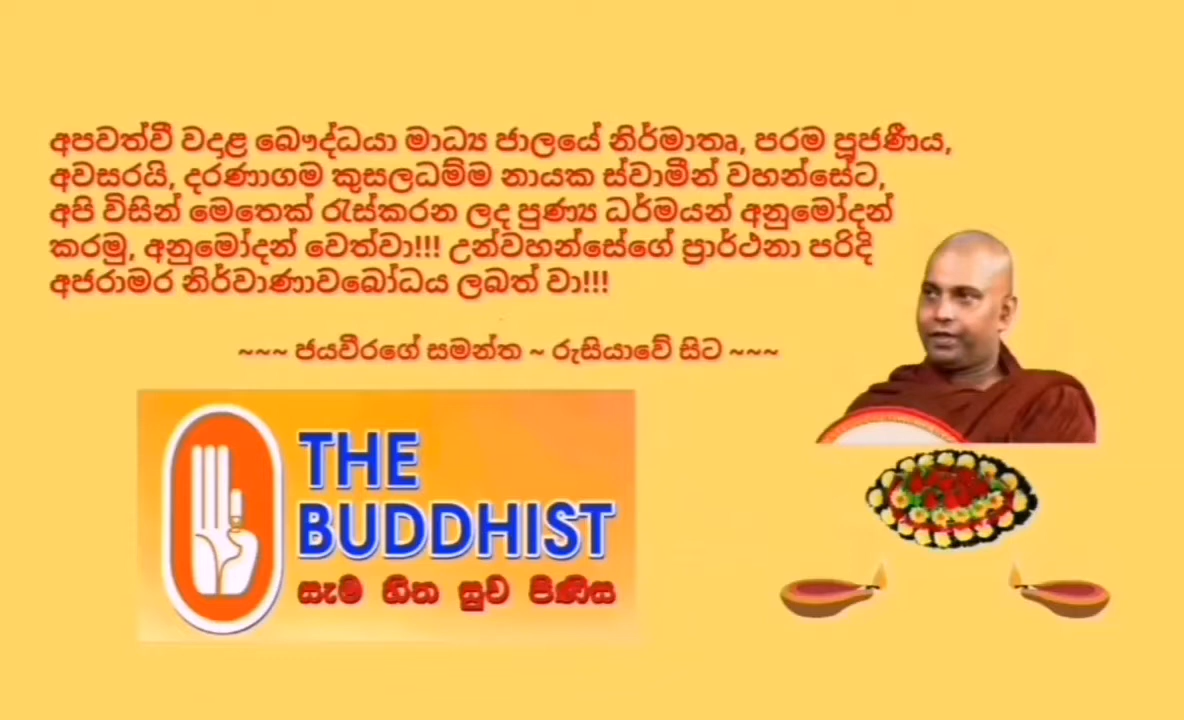 අපවත්වී වදාළ බෞද්ධයා මාධ්‍ය ජාලයේ නිර්මාතෘ, පරම පූජණීය,
අවසරයි, දරණාගම කුසලධම්ම නායක ස්වාමීන් වහන්සේට,
අපි විසින් මෙතෙක් රැස්කරන ලද පුණ්‍ය ධර්මයන් අනුමෝදන්
කරමු, අනුමෝදන් වෙත්වා!!! උන්වහන්සේගේ ප්‍රාර්ථනා පරිදි
අජරාමර නිර්වාණාවබෝධය ලබත් වා!!!
~~~ ජයවීරගේ සමන්ත ~ රුසියාවේ සිට ~~~
THE
BUDDHIST
සැම හිත සුව පිණිස